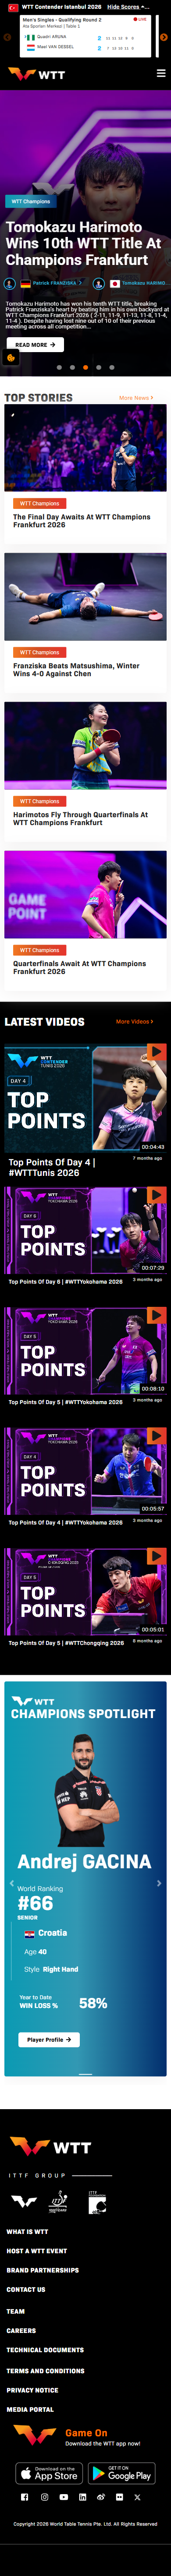 WTT Contender Istanbul 2026 Hide Scores
Men's Singles - Qualifying Round 2
LIVE
Ata Sporları Merkezi | Table 1
Quadri ARUNA
Maei VAN DESSEL
WTT
WTT Champions
Tomokazu Harimoto
Wins 10th WTT Title At
Champions Frankfurt
Patrick FRANZISKA
Tomokazu HARIMO...
Tomokazu Harimoto has won his tenth WTT title, breaking
Patrick Franziska's heart by beating him in his own backyard at
WTT Champions Frankfurt 2026
Despite having lost nine out of 10 of their previous
meeting across all competition...
READ MORE
TOP STORIES
More News
WTT Champions
The Final Day Awaits At WTT Champions
Frankfurt 2026
WTT Champions
Franziska Beats Matsushima, Winter
Wins 4-0 Against Chen
WTT Champions
Harimotos Fly Through Quarterfinals At
WTT Champions Frankfurt
GAME
POINT
WTT Champions
Quarterfinals Await At WTT Champions
Frankfurt 2026
LATEST VIDEOS
More Videos
WTT
CONTENDER
TUNIS 2026
DAY 4
TOP
POINTS
00:04:43
Top Points Of Day 4 |
#WTTTunis 2026
7 months ago
DAY 6
TOP
POINTS
00:07:29
Top Points Of Day 6 | #WTTYokohama 2026
3 months ago
DAY 5
TOP
POINTS
00:08:10
Top Points Of Day 5 | #WTTYokohama 2026
3 months ago
DAY 4
TOP
POINTS
00:05:57
Top Points Of Day 4 | #WTTYokohama 2026
3 months ago
DAY 5
TOP
POINTS
00:05:01
Top Points Of Day 5 | #WTTChongqing 2026
5 months ago
WTT
CHAMPIONS SPOTLIGHT
Andrej GACINA
World Ranking
#66
SENIOR
Croatia
Age 40
Style Right Hand
Year to Date
WIN LOSS %
58%
Player Profile
WTT
ITTF GROUP
WHAT IS WTT
HOST A WTT EVENT
BRAND PARTNERSHIPS
CONTACT US
TEAM
CAREERS
TECHNICAL DOCUMENTS
TERMS AND CONDITIONS
PRIVACY NOTICE
MEDIA PORTAL
Game On
Download the WTT app now!
Download on the
App Store
GET IT ON
Google Play
Copyright 2026 World Table Tennis Pte. Ltd. All Rights Reserved